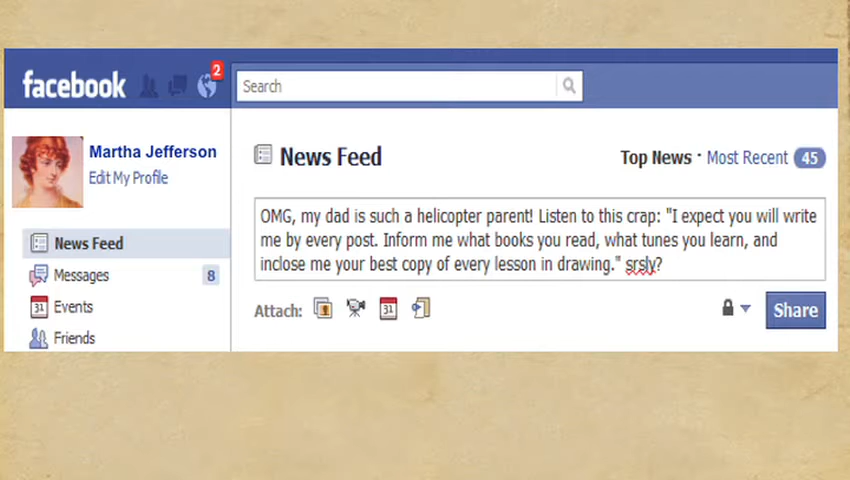 facebook
2
Search
Martha Jefferson
Edit My Profile
News Feed
Top News · Most Recent 45
OMG, my dad is such a helicopter parent! Listen to this crap: "I expect you will write
me by every post. Inform me what books you read, what tunes you learn, and
inclose me your best copy of every lesson in drawing." srsly?
News Feed
Messages 8
31 Events
Friends
Attach: 31
Share